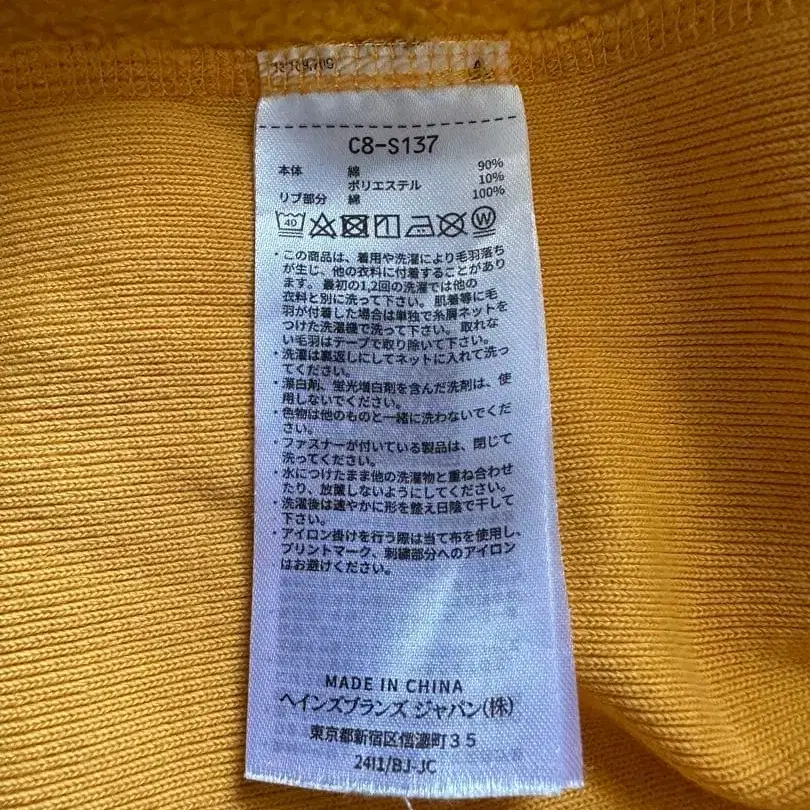 C8-S137
本体 綿 90%
ポリエステル 10%
リブ部分 綿 100%
40
W
・この商品は、着用や洗濯により毛羽落ち
が生じ、他の衣料に付着することがあり
ます。最初の1,2回の洗濯では他の
衣料と別に洗って下さい。肌着等に毛
羽が付着した場合は単独で糸屑ネットを
つけた洗濯機で洗って下さい。取れな
い毛羽はテープで取り除いて下さい。
・洗濯は裏返しにしてネットに入れて洗っ
てください。
・漂白剤、蛍光増白剤を含んだ洗剤は、使
用しないでください。
・色物は他のものと一緒に洗わないでくだ
さい。
・ファスナーが付いている製品は、閉じて
洗ってください。
・水につけたまま他の洗濯物と重ね合わせ
たり、放置しないようにしてください。
・洗濯後は速やかに形を整え日陰で干して
下さい。
・アイロン掛けを行う際は当て布を使用し、
プリントマーク、刺繍部分へのアイロン
はお避けください。
MADE IN CHINA
ヘインズブランズ ジャパン(株)
東京都新宿区信濃町35
24I1/BJ-JC